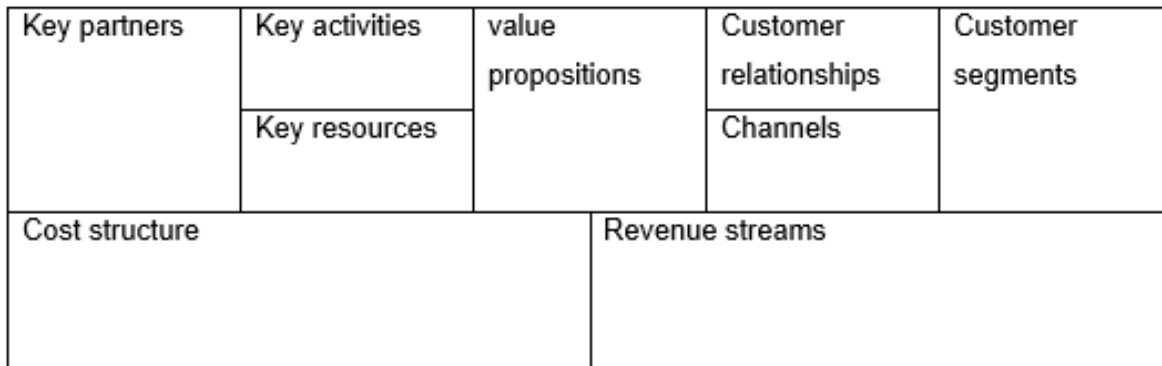 Key partners
Key activities
Key resources
value
propositions
Customer
relationships
Channels
Customer
segments
Cost structure
Revenue streams